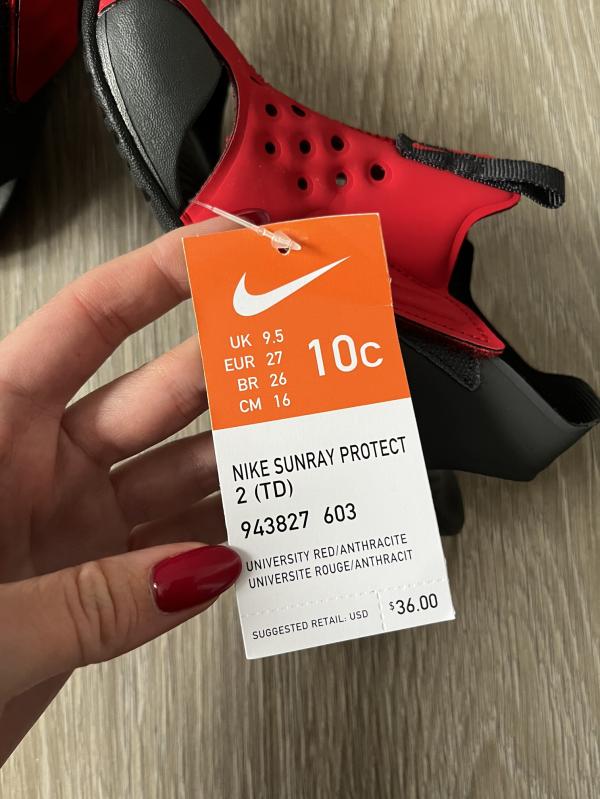 UK 9.5
EUR 27
BR 26
CM 16
10C
NIKE SUNRAY PROTECT
2 (TD)
943827 603
UNIVERSITY RED/ANTHRACITE
UNIVERSITE ROUGE/ANTHRACIT
SUGGESTED RETAIL: USD $36.00